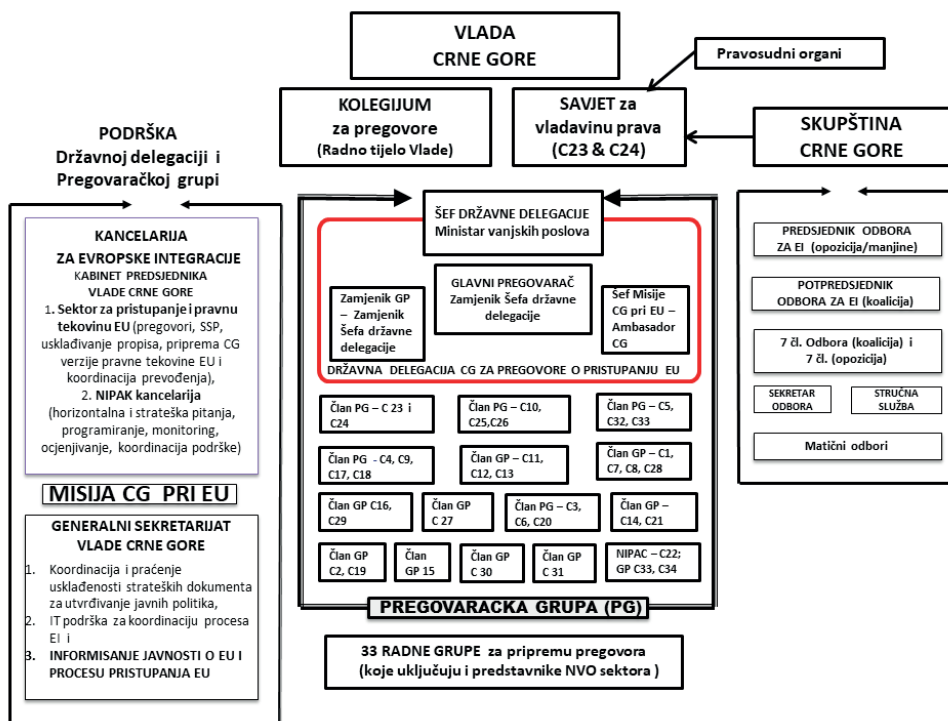 VLADA
CRNE GORE
Pravosudni organi
KOLEGIJUM
za pregovore
(Radno tijelo Vlade)
SAVJET za
vladavinu prava
(C23 & C24)
SKUPŠTINA
CRNE GORE
PODRŠKA
Državnoj delegaciji i
Pregovaračkoj grupi
KANCELARIJA
ZA EVROPSKE INTEGRACIJE
KABINET PREDSJEDNIKA
VLADE CRNE GORE
1. Sektor za pristupanje i pravnu
tekovinu EU (pregovori, SSP,
usklađivanje propisa, priprema CG
verzije pravne tekovine EU i
koordinacija prevođenja),
2. NIPAK kancelarija
(horizontalna i strateška pitanja,
programiranje, monitoring,
ocjenjivanje, koordinacija podrške)
MISIJA CG PRI EU
GENERALNI SEKRETARIJAT
VLADE CRNE GORE
1. Koordinacija i praćenje
usklađenosti strateških dokumenta
za utvrđivanje javnih politika,
2. IT podrška za koordinaciju procesa
EI i
3. INFORMISANJE JAVNOSTI O EU I
PROCESU PRISTUPANJA EU
ŠEF DRŽAVNE DELEGACIJE
Ministar vanjskih poslova
GLAVNI PREGOVARAČ
Zamjenik Šefa državne
delegacije
Zamjenik GP
– Zamjenik
Šefa državne
delegacije
Šef Misije
CG pri EU –
Ambasador
CG
DRŽAVNA DELEGACIJA CG ZA PREGOVORE O PRISTUPANJU EU
Član PG – C 23 i
C24
Član PG – C10,
C25,C26
Član PG – C5,
C32, C33
Član PG - C4, C9,
C17, C18
Član GP – C11,
C12, C13
Član GP – C1,
C7, C8, C28
Član GP C16,
C29
Član GP
C 27
Član PG – C3,
C6, C20
Član GP –
C14, C21
Član GP
C2, C19
Član
GP 15
Član GP
C 30
Član GP
C 31
NIPAC – C22;
GP C33, C34
PREGOVARACKA GRUPA (PG)
33 RADNE GRUPE za pripremu pregovora
(koje uključuju i predstavnike NVO sektora )
PREDSJEDNIK ODBORA
ZA EI (opozicija/manjine)
POTPREDSJEDNIK
ODBORA ZA EI (koalicija)
7 čl. Odbora (koalicija) i
7 čl. (opozicija)
SEKRETAR
ODBORA
STRUČNA
SLUŽBA
Matični odbori